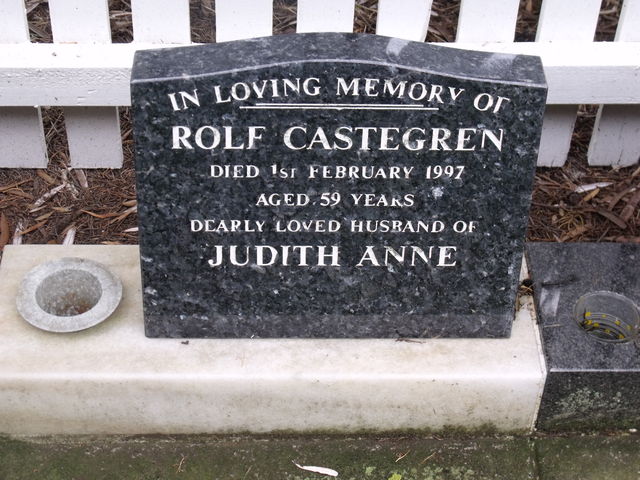 IN LOVING MEMORY OF
ROLF CASTEGREN
DIED 1ST FEBRUARY 1997
AGED 59 YEARS
DEARLY LOVED HUSBAND OF
JUDITH ANNE